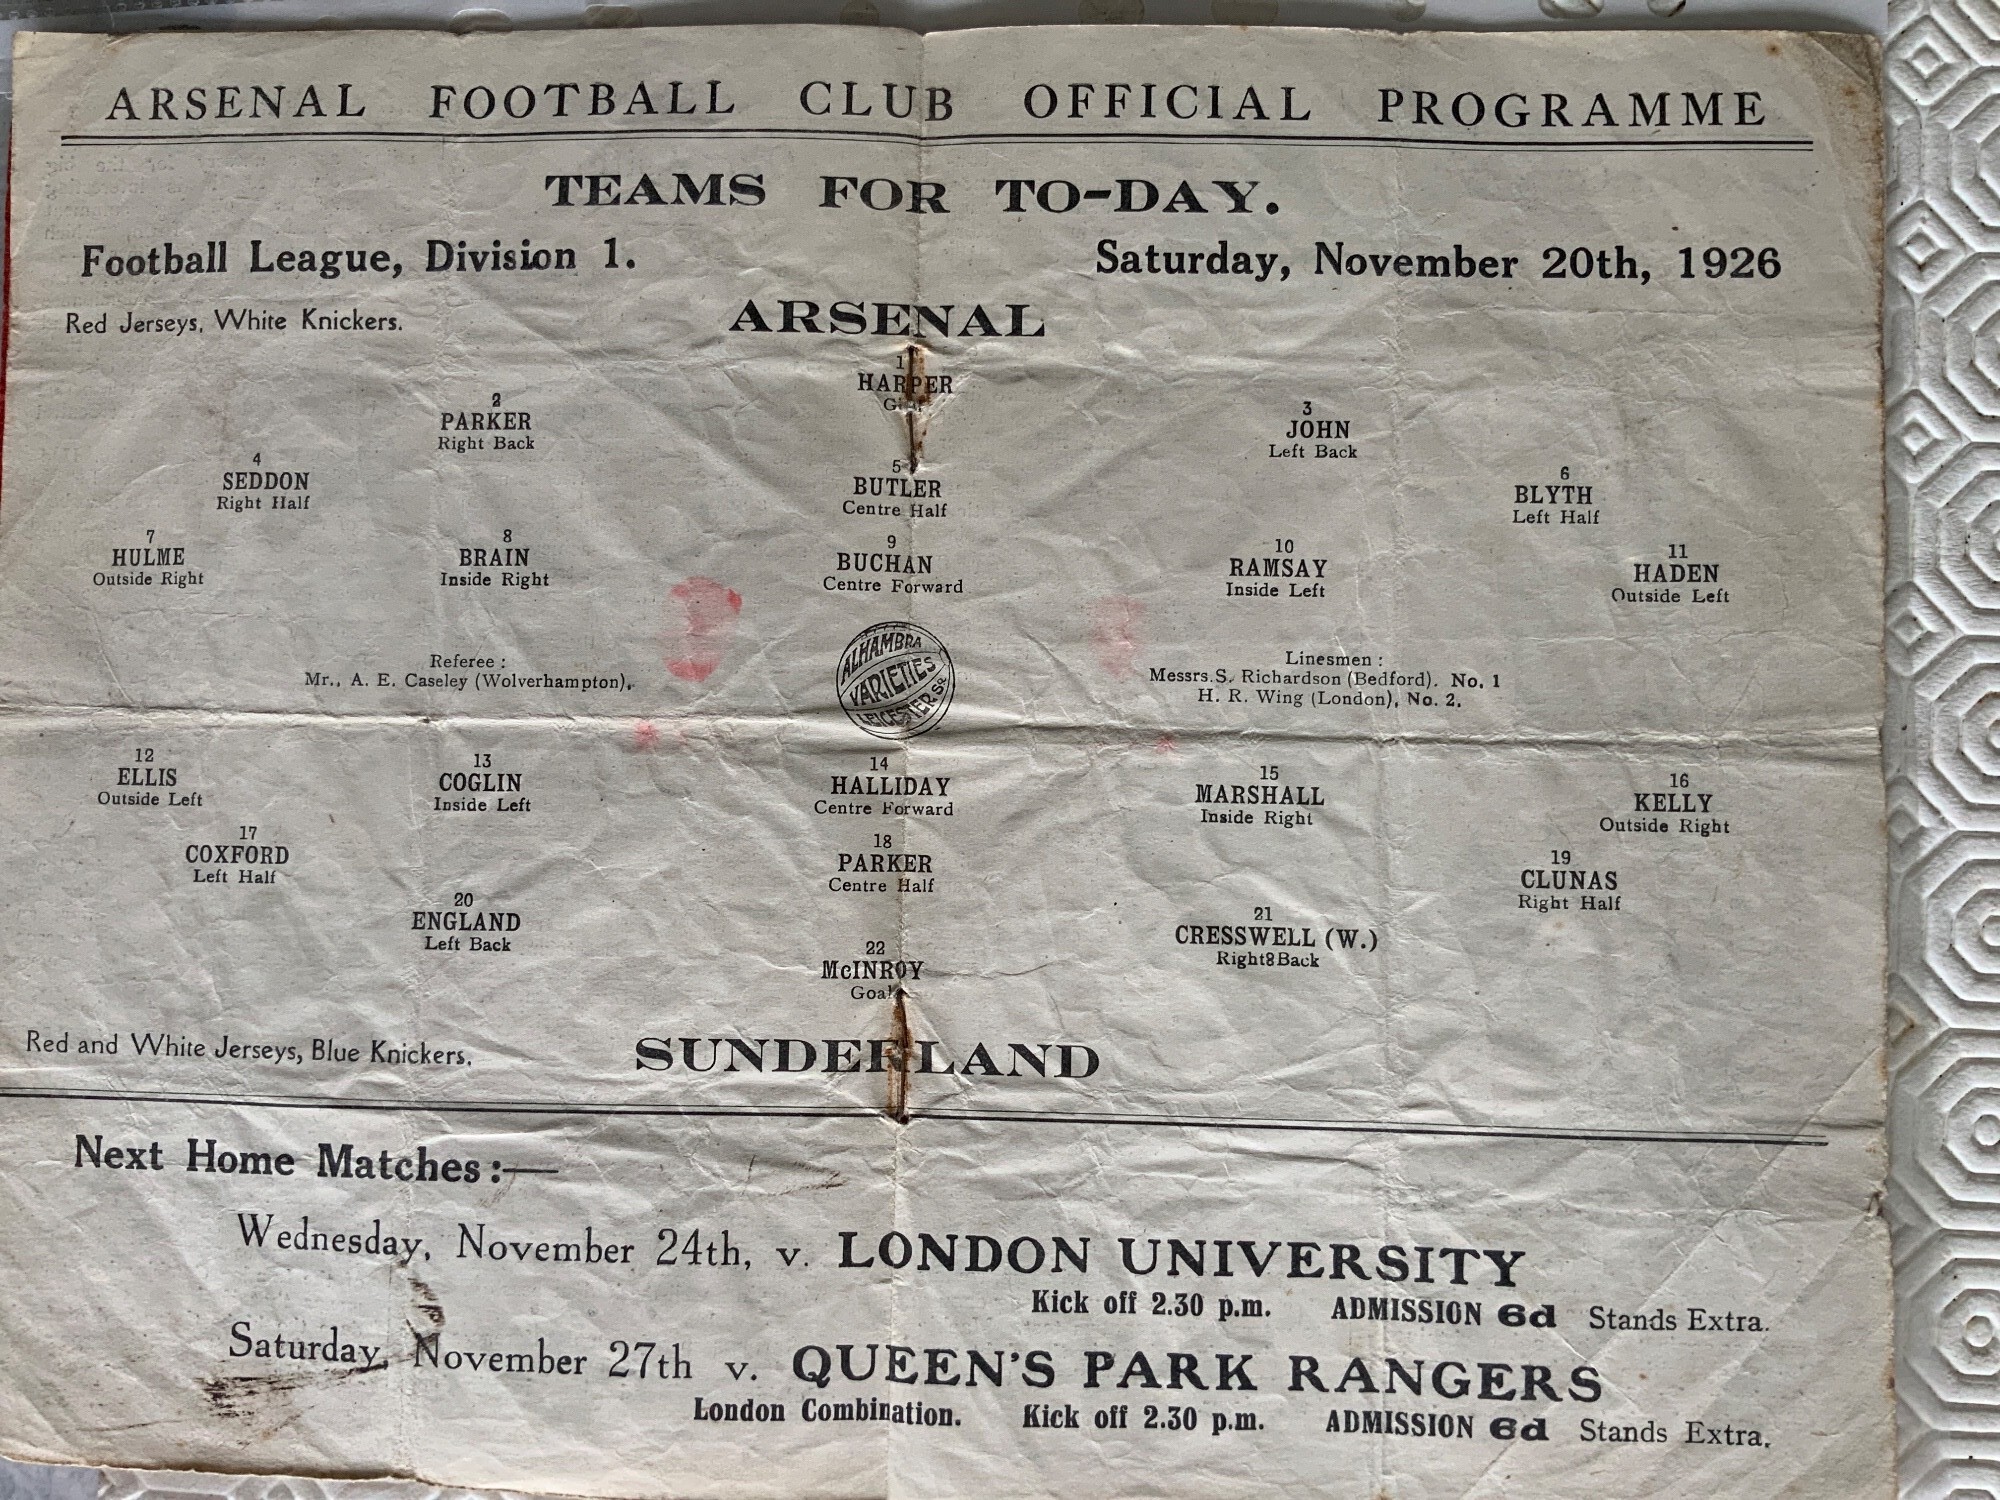 ARSENAL FOOTBALL CLUB OFFICIAL PROGRAMME
TEAMS FOR TO-DAY.
Football League, Division 1. Saturday, November 20th, 1926
Red Jerseys, White Knickers. ARSENAL
1
HARPER
2
PARKER
Right Back
3
JOHN
Left Back
4
SEDDON
Right Half
5
BUTLER
Centre Half
6
BLYTH
Left Half
7
HULME
Outside Right
8
BRAIN
Inside Right
9
BUCHAN
Centre Forward
10
RAMSAY
Inside Left
11
HADEN
Outside Left
Referee :
Mr., A. E. Caseley (Wolverhampton).
ALHAMBRA
VARIETIES
LEICESTER SQ
Linesmen :
Messrs.S. Richardson (Bedford). No. 1
H. R. Wing (London), No. 2.
12
ELLIS
Outside Left
13
COGLIN
Inside Left
14
HALLIDAY
Centre Forward
15
MARSHALL
Inside Right
16
KELLY
Outside Right
17
COXFORD
Left Half
18
PARKER
Centre Half
19
CLUNAS
Right Half
20
ENGLAND
Left Back
21
CRESSWELL (W.)
Right8Back
22
McINROY
Goal
Red and White Jerseys, Blue Knickers. SUNDERLAND
Next Home Matches :—
Wednesday, November 24th, v. LONDON UNIVERSITY
Kick off 2.30 p.m. ADMISSION 6d Stands Extra.
Saturday, November 27th v. QUEEN'S PARK RANGERS
London Combination. Kick off 2.30 p.m. ADMISSION 6d Stands Extra.